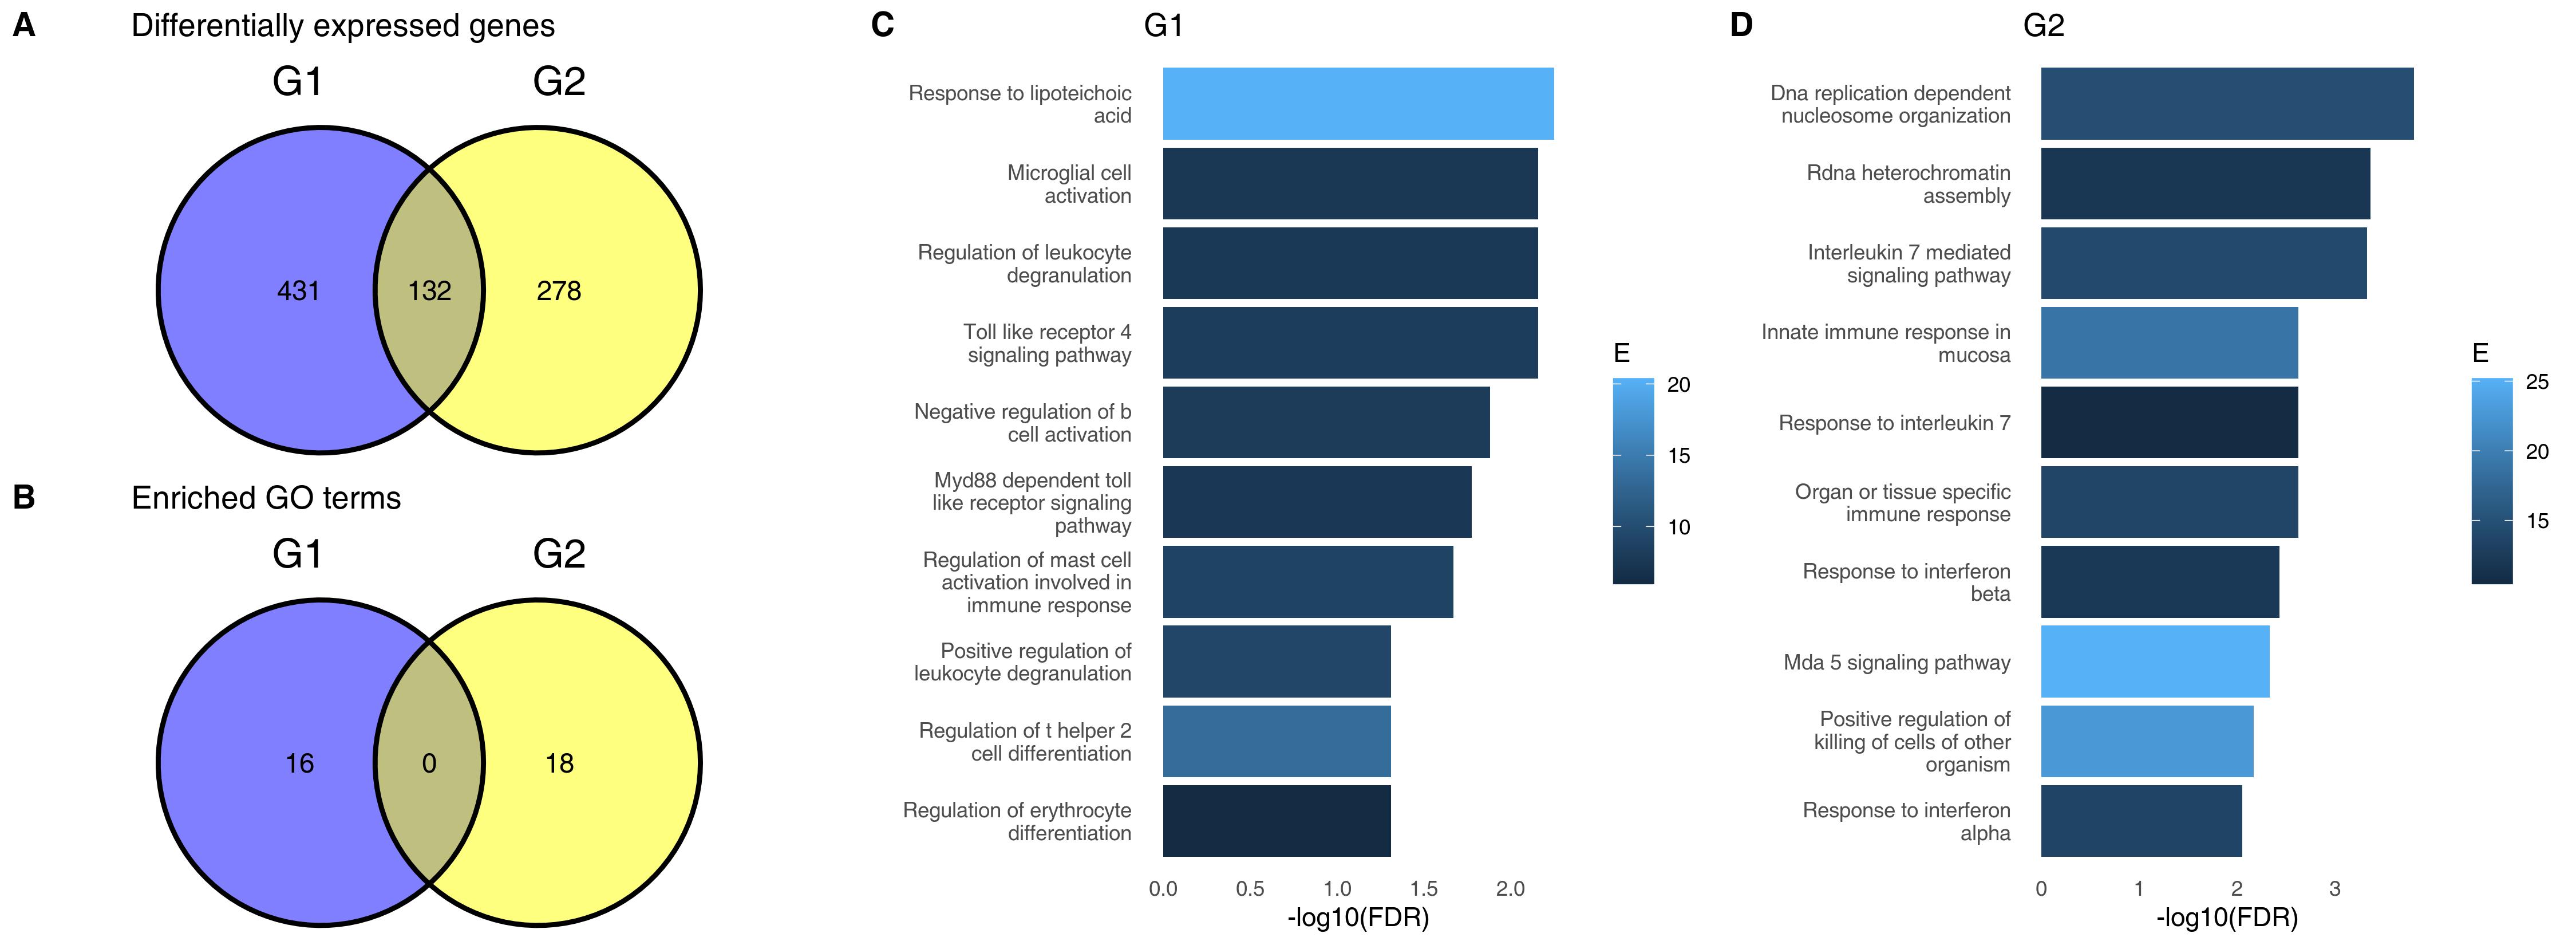 A
Differentially expressed genes
G1
G2
431
132
278
B
Enriched GO terms
G1
G2
16
0
18
C
G1
Response to lipoteichoic
acid
Microglial cell
activation
Regulation of leukocyte
degranulation
Toll like receptor 4
signaling pathway
Negative regulation of b
cell activation
Myd88 dependent toll
like receptor signaling
pathway
Regulation of mast cell
activation involved in
immune response
Positive regulation of
leukocyte degranulation
Regulation of t helper 2
cell differentiation
Regulation of erythrocyte
differentiation
0.0 0.5 1.0 1.5 2.0
-log10(FDR)
E
20
15
10
D
G2
Dna replication dependent
nucleosome organization
Rdna heterochromatin
assembly
Interleukin 7 mediated
signaling pathway
Innate immune response in
mucosa
Response to interleukin 7
Organ or tissue specific
immune response
Response to interferon
beta
Mda 5 signaling pathway
Positive regulation of
killing of cells of other
organism
Response to interferon
alpha
0 1 2 3
-log10(FDR)
E
25
20
15